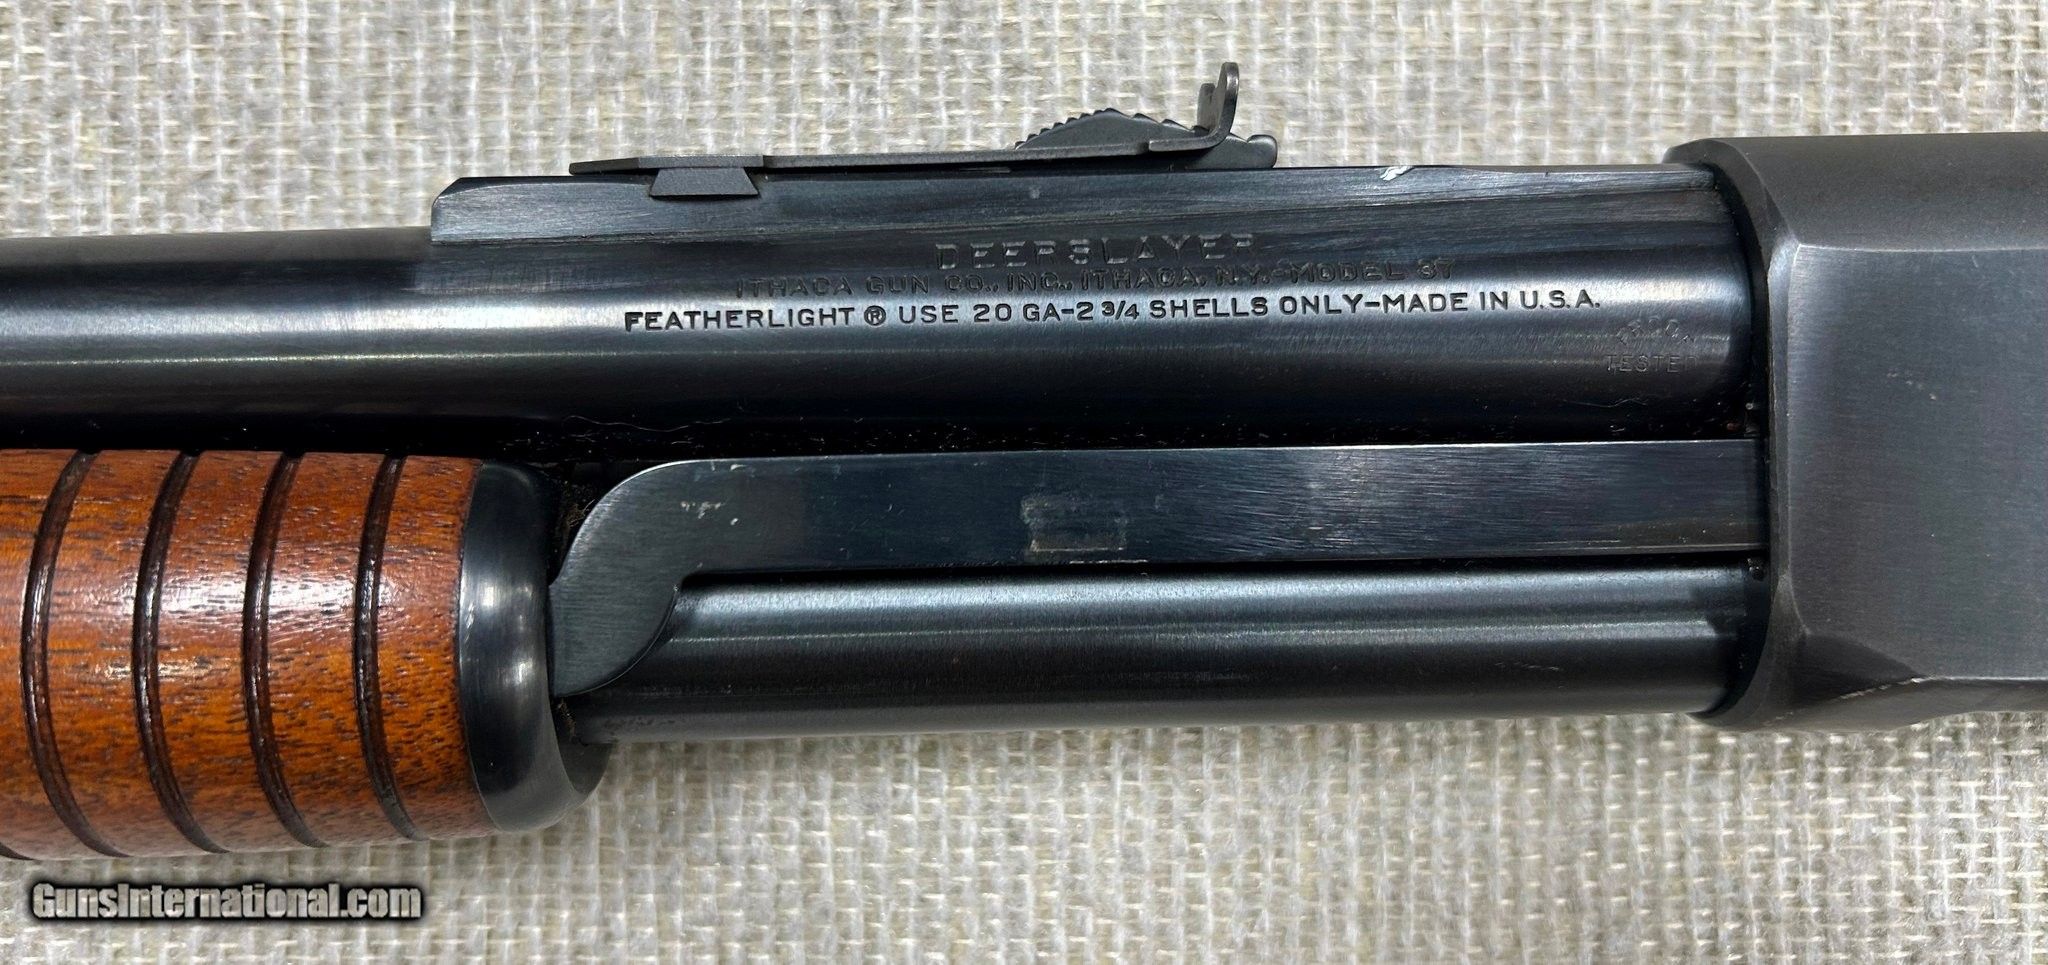 DEERSLAYER
ITHACA GUN CO., INC., ITHACA, N.Y.-MODEL 37
FEATHERLIGHT ® USE 20 GA-2 3/4 SHELLS ONLY-MADE IN U.S.A.
TESTED
GunsInternational.com